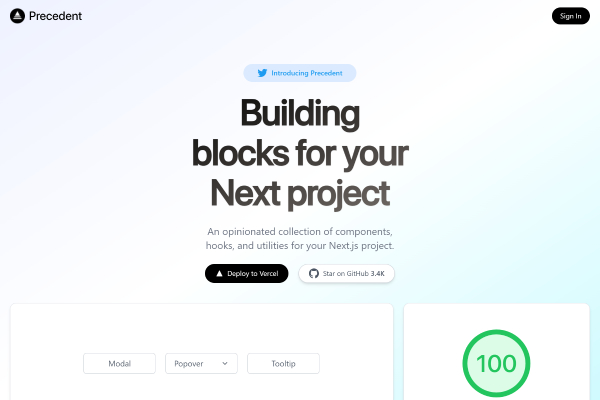 Precedent
Sign In
Introducing Precedent
Building
blocks for your
Next project
An opinionated collection of components,
hooks, and utilities for your Next.js project.
Deploy to Vercel
Star on GitHub 3.4K
Modal
Popover
Tooltip
100